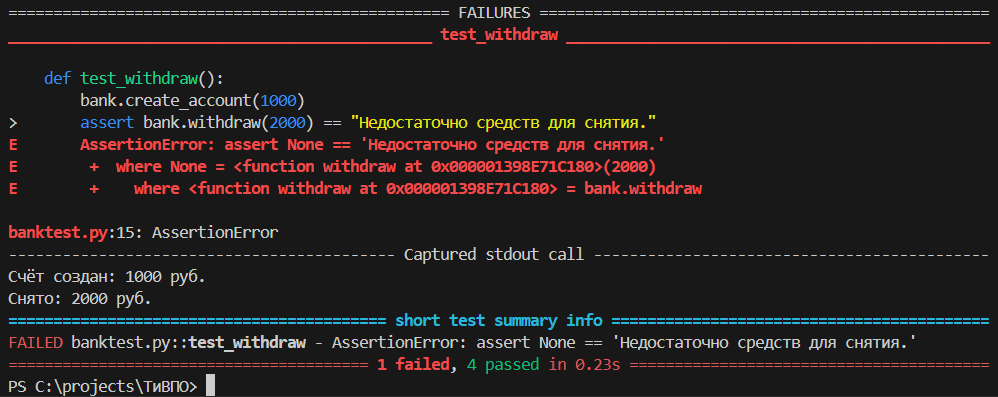 ================================================= FAILURES =================================================
_______________________________________________ test_withdraw _______________________________________________
def test_withdraw():
bank.create_account(1000)
> assert bank.withdraw(2000) == "Недостаточно средств для снятия."
E AssertionError: assert None == 'Недостаточно средств для снятия.'
E + where None = <function withdraw at 0x000001398E71C180>(2000)
E + where <function withdraw at 0x000001398E71C180> = bank.withdraw
banktest.py:15: AssertionError
------------------------------------------- Captured stdout call -------------------------------------------
Счёт создан: 1000 руб.
Снято: 2000 руб.
========================================== short test summary info ==========================================
FAILED banktest.py::test_withdraw - AssertionError: assert None == 'Недостаточно средств для снятия.'
======================================== 1 failed, 4 passed in 0.23s ========================================
PS C:\projects\ТиВПО>